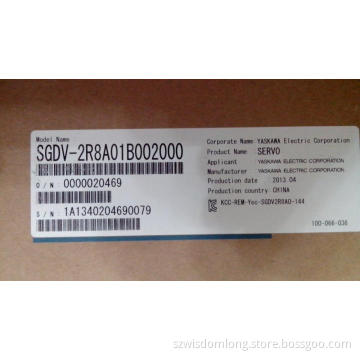 Model Name
SGDV-2R8A01B002000
O/N: 0000020469
S/N: 1A1340204690079
Corporate Name: YASKAWA Electric Corporation
Product Name SERVO
Applicant YASKAWA ELECTRIC CORPORATION.
Manufacturer YASKAWA ELECTRIC CORPORATION.
Production date 2013.04
Production country: CHINA
KCC-REM-Yec-SGDV2R8A0-144
100-066-036
szwisdomlong.store.bossgoo.com